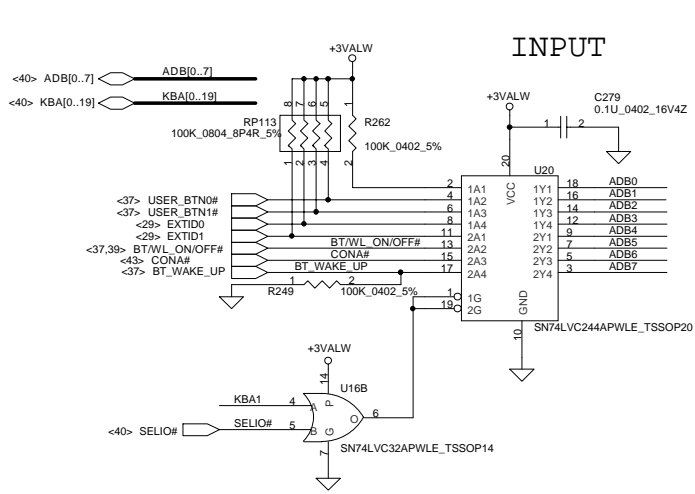 INPUT
+3VALW
<40> ADB[0..7] ADB[0..7]
<40> KBA[0..19] KBA[0..19]
+3VALW
C279
0.1U_0402_16V4Z
1 2
8 7 6 5
1
RP113
100K_0804_8P4R_5%
R262
100K_0402_5%
1 2 3 4
2
20
U20
VCC
2 1A1 1Y1 18 ADB0
<37> USER_BTN0# 4 1A2 1Y2 16 ADB1
<37> USER_BTN1# 6 1A3 1Y3 14 ADB2
<29> EXTID0 8 1A4 1Y4 12 ADB3
<29> EXTID1 11 2A1 2Y1 9 ADB4
<37,39> BT/WL_ON/OFF# BT/WL_ON/OFF# 13 2A2 2Y2 7 ADB5
<43> CONA# CONA# 15 2A3 2Y3 5 ADB6
<37> BT_WAKE_UP BT_WAKE_UP 17 2A4 2Y4 3 ADB7
1 2
R249 100K_0402_5%
1 1G
19 2G
GND
10
SN74LVC244APWLE_TSSOP20
+3VALW
14
U16B
P
KBA1 4 A
O 6
<40> SELIO# SELIO# 5 B
G
7
SN74LVC32APWLE_TSSOP14